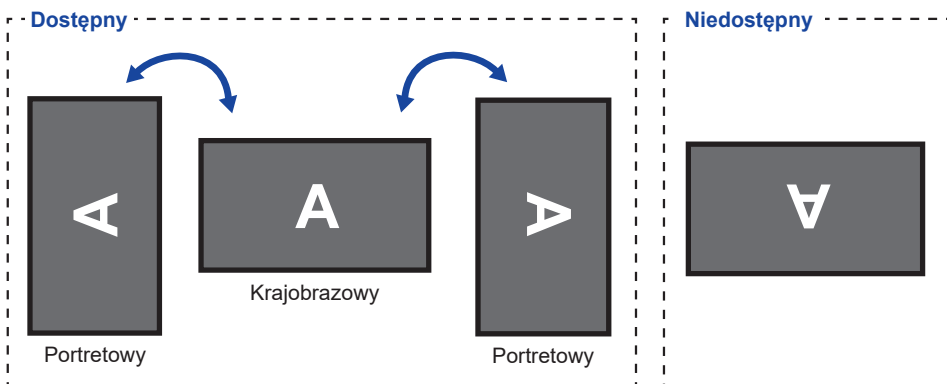 Dostępny
Niedostępny
A
A
A
A
Krajobrazowy
Portretowy
Portretowy